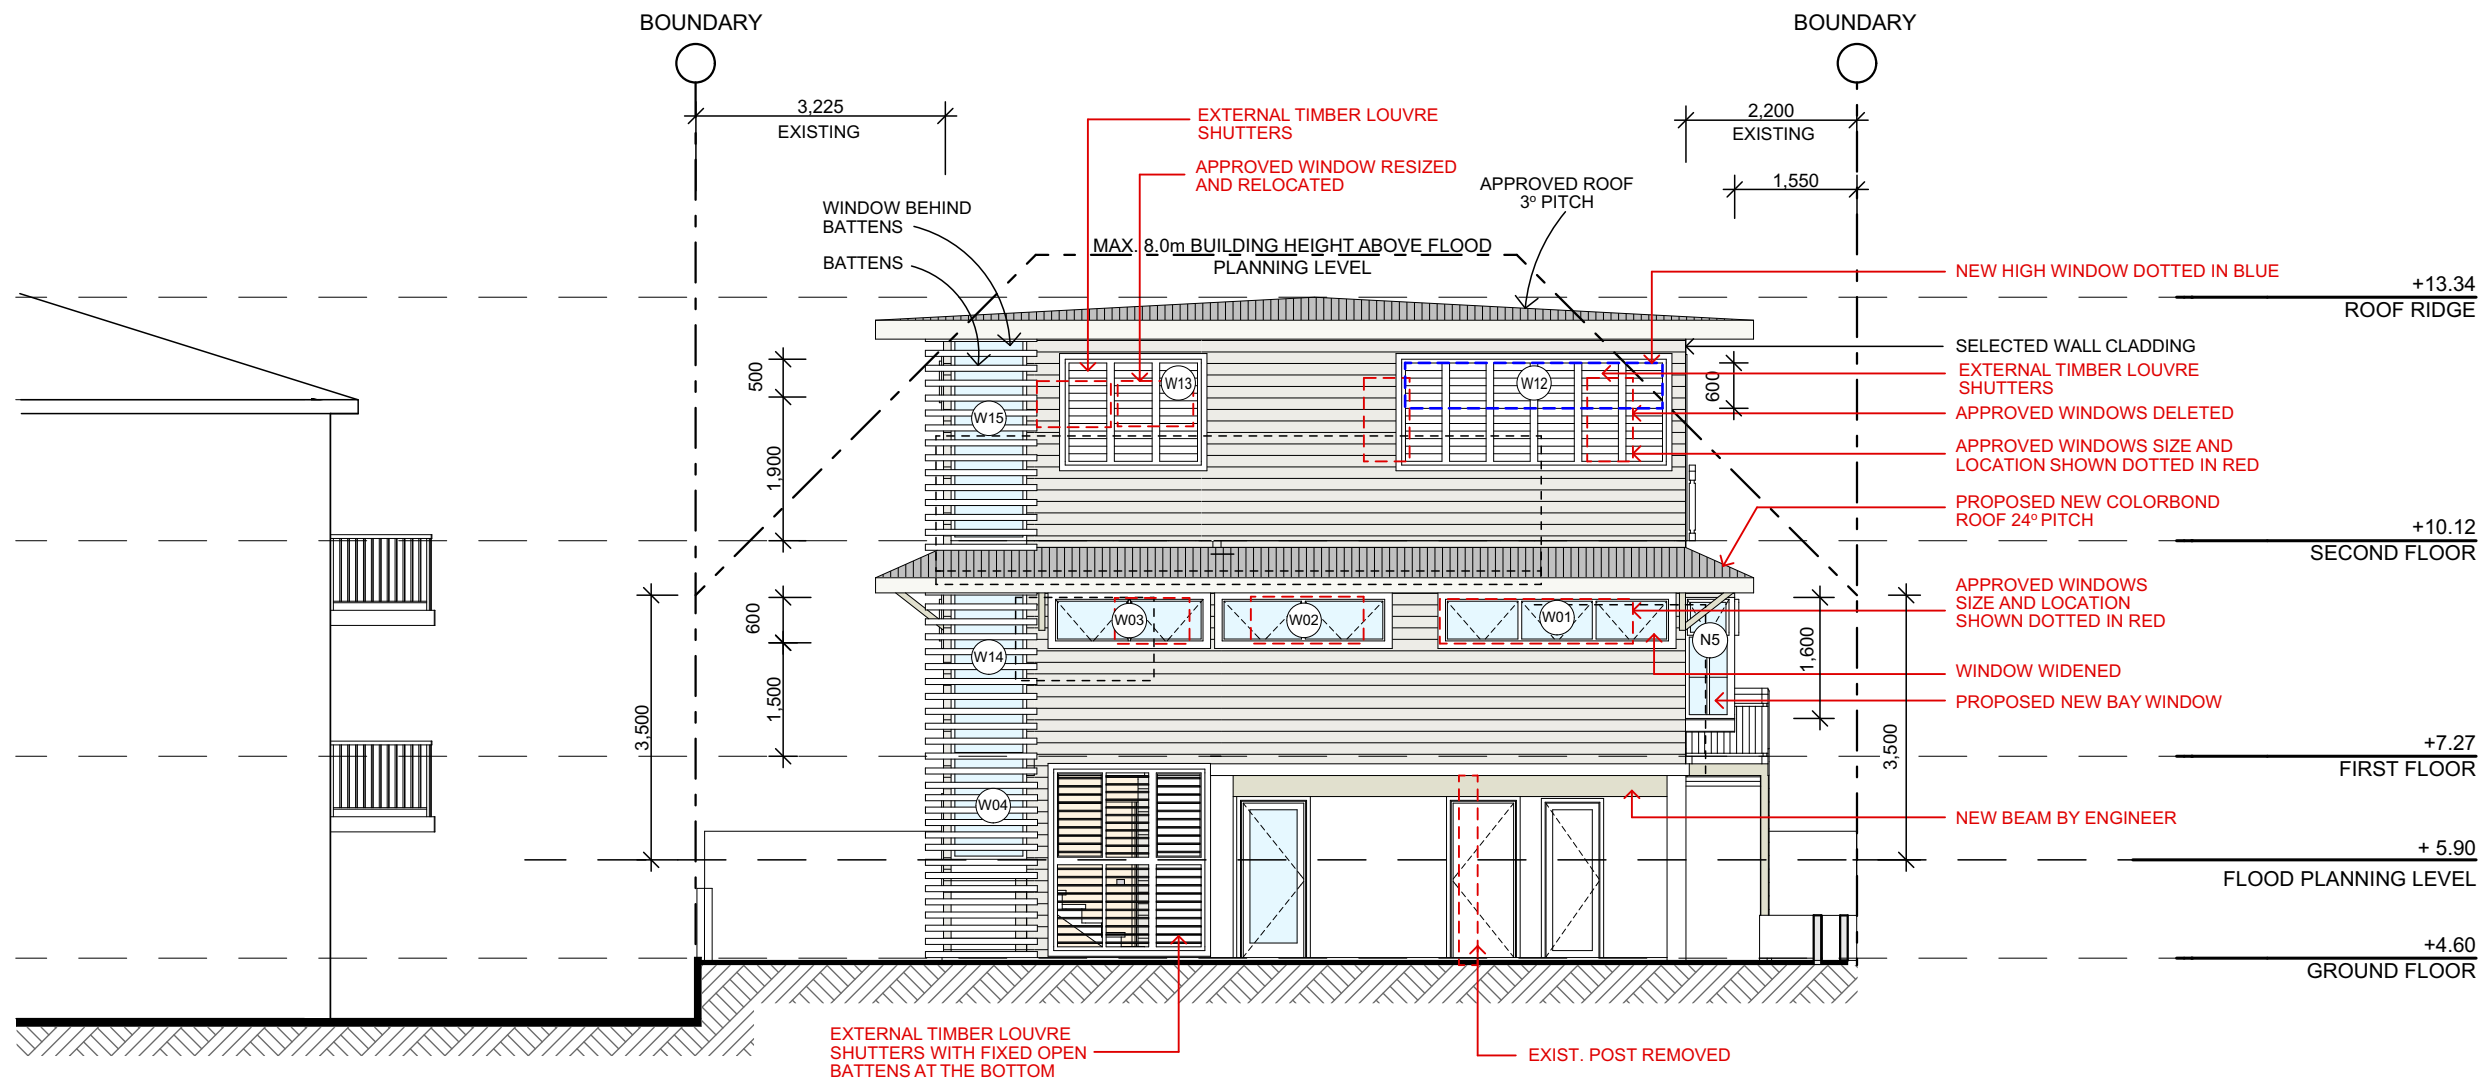 BOUNDARY
BOUNDARY
3,225
EXISTING
EXTERNAL TIMBER LOUVRE
SHUTTERS
2,200
EXISTING
APPROVED WINDOW RESIZED
AND RELOCATED
APPROVED ROOF
3º PITCH
1,550
WINDOW BEHIND
BATTENS
BATTENS
MAX. 8.0m BUILDING HEIGHT ABOVE FLOOD
PLANNING LEVEL
NEW HIGH WINDOW DOTTED IN BLUE
+13.34
ROOF RIDGE
SELECTED WALL CLADDING
EXTERNAL TIMBER LOUVRE
SHUTTERS
APPROVED WINDOWS DELETED
APPROVED WINDOWS SIZE AND
LOCATION SHOWN DOTTED IN RED
500
1,900
W15
W13
W12
600
PROPOSED NEW COLORBOND
ROOF 24º PITCH
+10.12
SECOND FLOOR
APPROVED WINDOWS
SIZE AND LOCATION
SHOWN DOTTED IN RED
600
1,500
3,500
W14
W03
W02
W01
N5
1,600
3,500
WINDOW WIDENED
PROPOSED NEW BAY WINDOW
+7.27
FIRST FLOOR
W04
NEW BEAM BY ENGINEER
+ 5.90
FLOOD PLANNING LEVEL
+4.60
GROUND FLOOR
EXTERNAL TIMBER LOUVRE
SHUTTERS WITH FIXED OPEN
BATTENS AT THE BOTTOM
EXIST. POST REMOVED